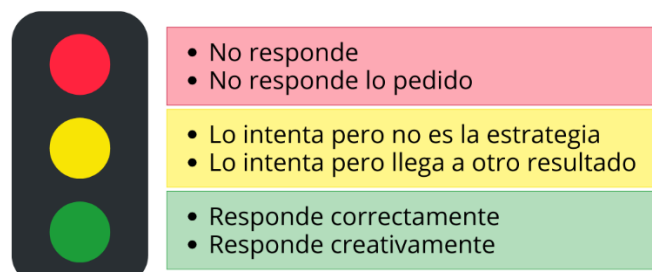 • No responde
• No responde lo pedido
• Lo intenta pero no es la estrategia
• Lo intenta pero llega a otro resultado
• Responde correctamente
• Responde creativamente